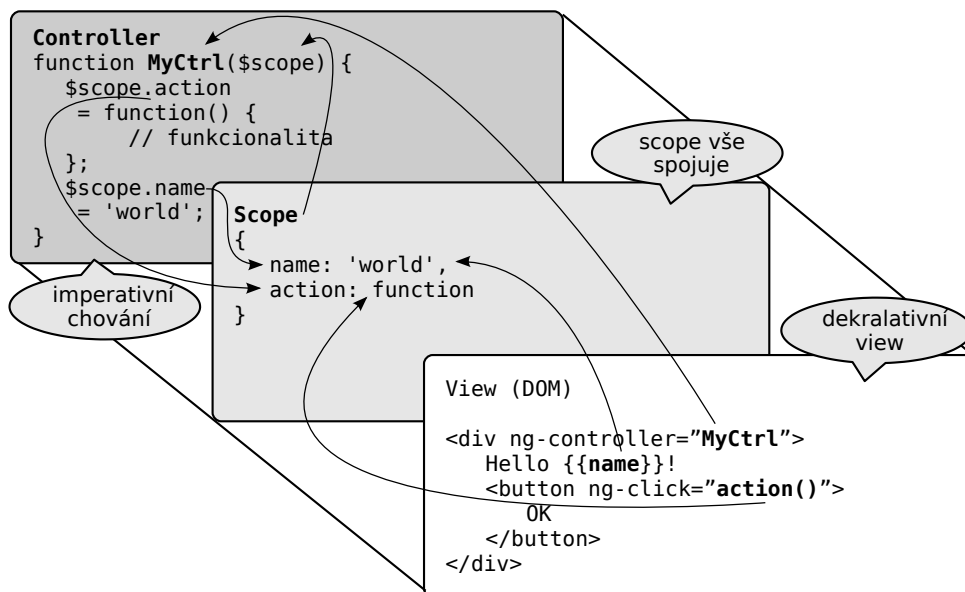 Controller
function MyCtrl($scope) {
$scope.action
= function() {
// funkcionalita
};
$scope.name
= 'world';
}
imperativní
chování
scope vše
spojuje
Scope
{
name: 'world',
action: function
}
dekralativní
view
View (DOM)
<div ng-controller=”MyCtrl”>
Hello {{name}}!
<button ng-click=”action()”>
OK
</button>
</div>